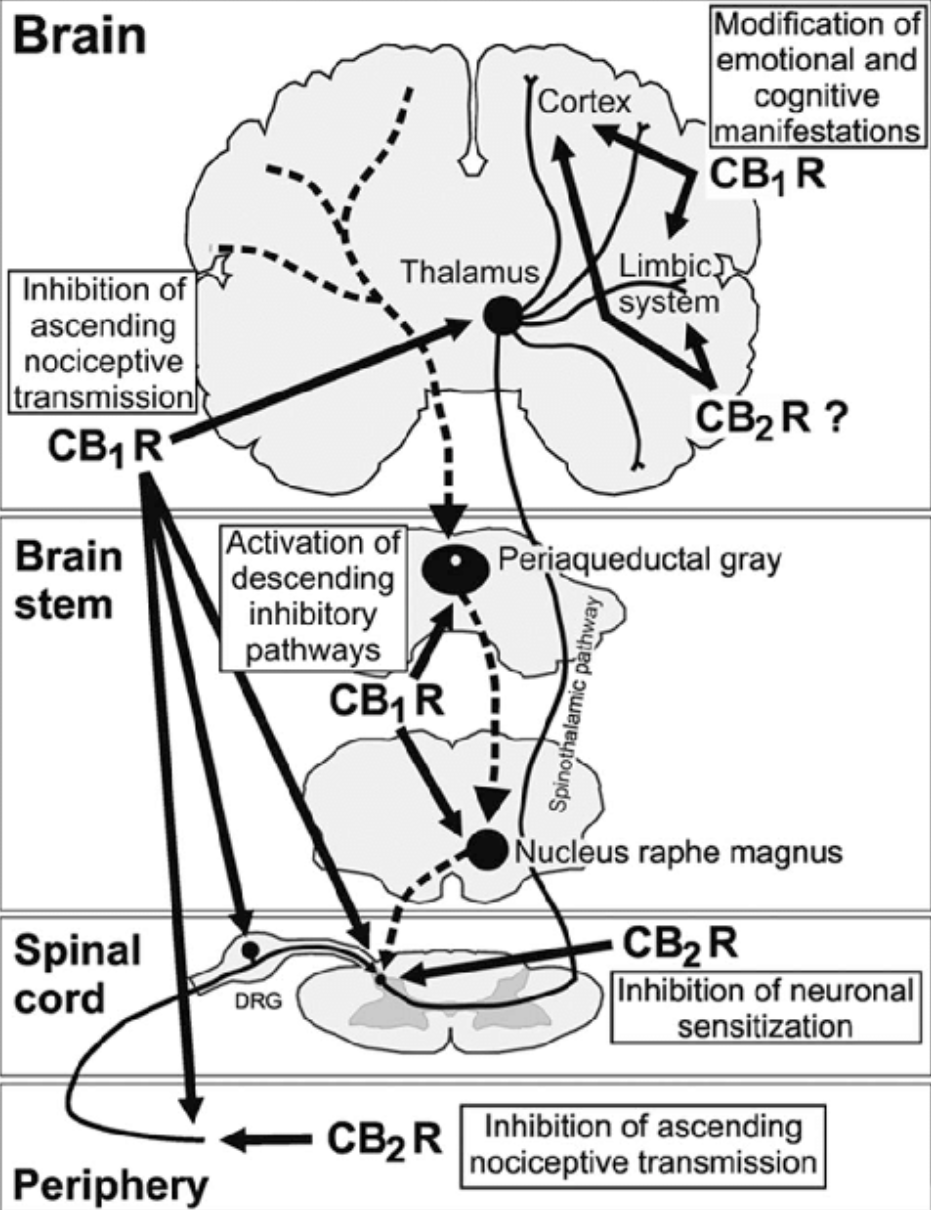 Brain
Modification of
emotional and
cognitive
manifestations
Cortex
CB1 R
Thalamus
Limbic
system
Inhibition of
ascending
nociceptive
transmission
CB1 R
CB2 R ?
Brain
stem
Activation of
descending
inhibitory
pathways
Periaqueductal gray
CB1 R
Spinothalamic pathway
Nucleus raphe magnus
Spinal
cord
DRG
CB2 R
Inhibition of neuronal
sensitization
CB2 R
Inhibition of ascending
nociceptive transmission
Periphery